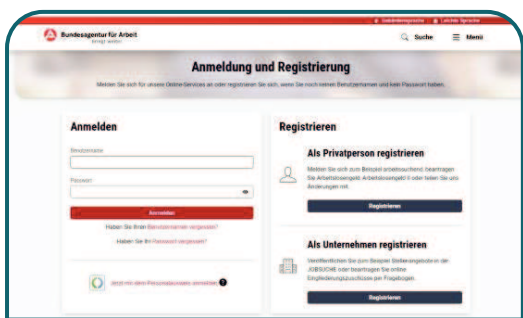 Gebärdensprache Leichte Sprache
Bundesagentur für Arbeit
bringt weiter.
Suche Menü
Anmeldung und Registrierung
Melden Sie sich für unsere Online-Services an oder registrieren Sie sich, wenn Sie noch keinen Benutzernamen und kein Passwort haben.
Anmelden
Benutzername
Passwort
Anmelden
Haben Sie Ihren Benutzernamen vergessen?
Haben Sie Ihr Passwort vergessen?
Jetzt mit dem Personalausweis anmelden
Registrieren
Als Privatperson registrieren
Melden Sie sich zum Beispiel arbeitsuchend, beantragen
Sie Arbeitslosengeld, Arbeitslosengeld II oder teilen Sie uns
Änderungen mit.
Registrieren
Als Unternehmen registrieren
Veröffentlichen Sie zum Beispiel Stellenangebote in der
JOBSUCHE oder beantragen Sie online
Eingliederungszuschüsse per Fragebogen.
Registrieren